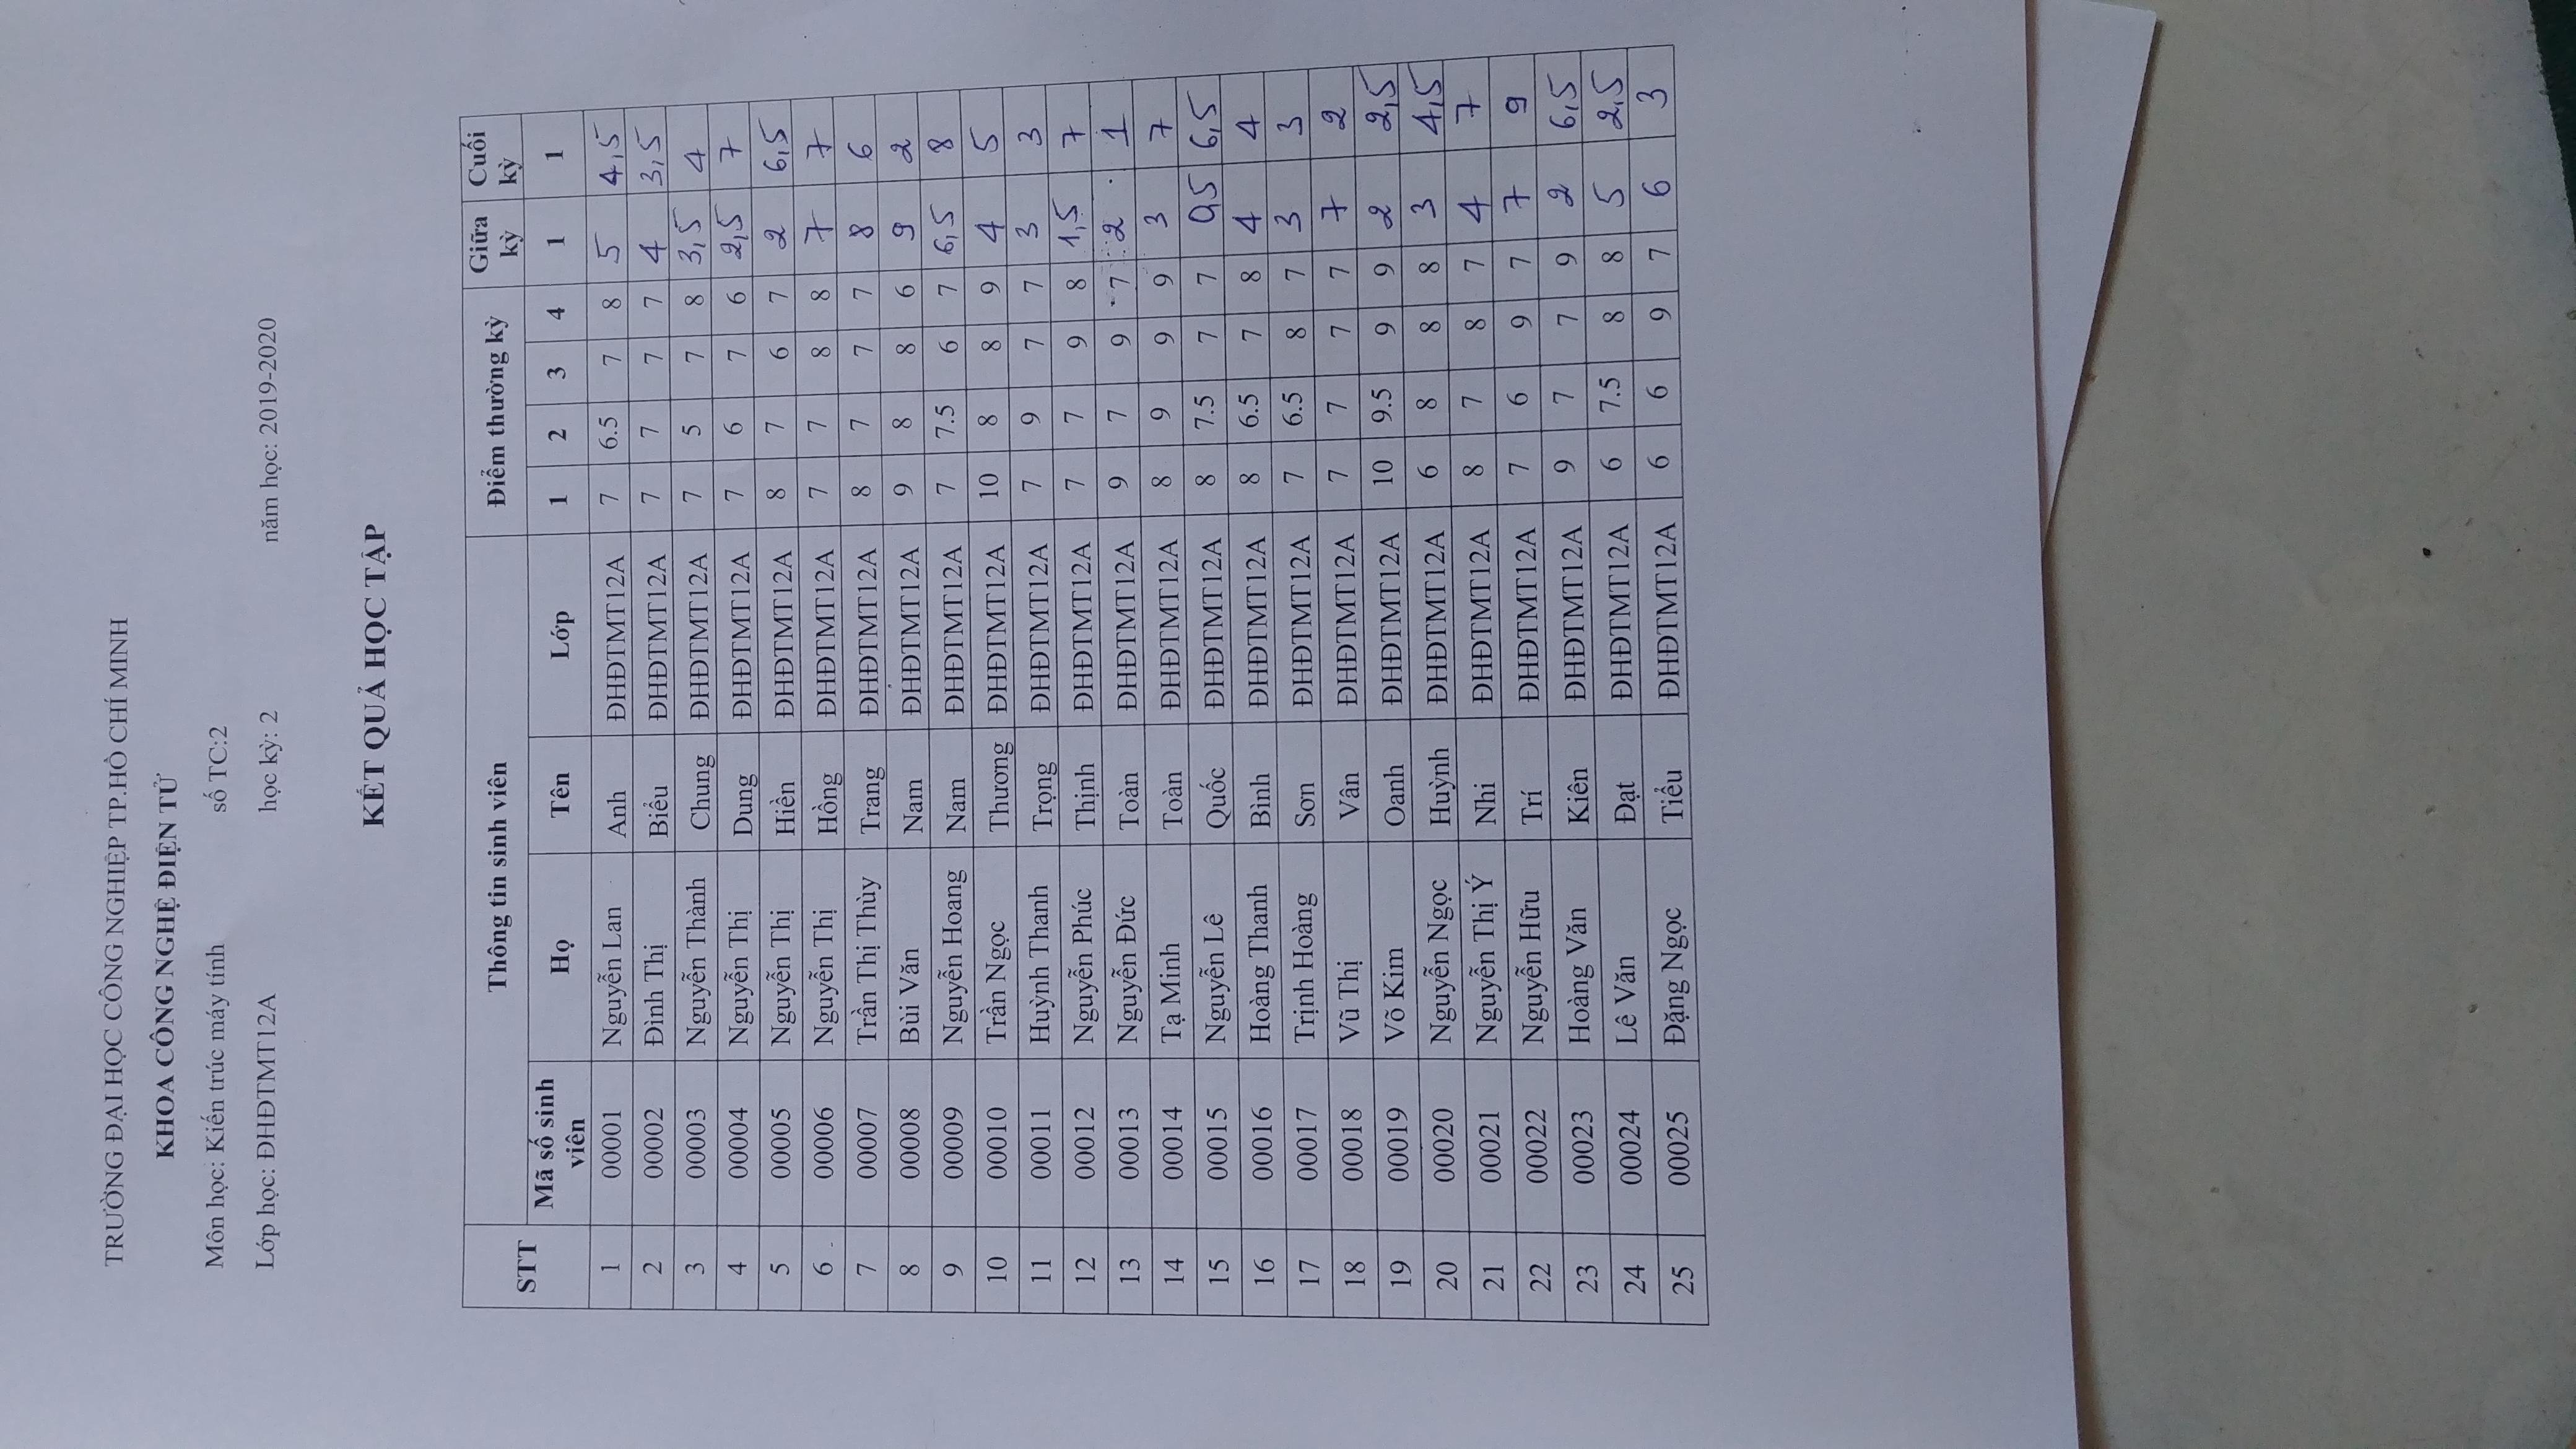 TRƯỜNG ĐẠI HỌC CÔNG NGHIỆP TP.HỒ CHÍ MINH
KHOA CÔNG NGHỆ ĐIỆN TỬ
Môn học: Kiến trúc máy tính số TC:2
Lớp học: ĐHĐTMT12A học kỳ: 2 năm học: 2019-2020
KẾT QUẢ HỌC TẬP
STT Thông tin sinh viên Điểm thường kỳ Giữa kỳ Cuối kỳ
Mã số sinh viên Họ Tên Lớp 1 2 3 4 1 1
1 00001 Nguyễn Lan Anh ĐHĐTMT12A 7 6.5 7 8 5 4,5
2 00002 Đình Thị Biểu ĐHĐTMT12A 7 7 7 7 4 3,5
3 00003 Nguyễn Thành Chung ĐHĐTMT12A 7 5 7 8 3,5 4
4 00004 Nguyễn Thị Dung ĐHĐTMT12A 7 6 7 6 2,5 7
5 00005 Nguyễn Thị Hiền ĐHĐTMT12A 8 7 6 7 2 6,5
6 00006 Nguyễn Thị Hồng ĐHĐTMT12A 7 7 8 8 7 7
7 00007 Trần Thị Thùy Trang ĐHĐTMT12A 8 7 7 7 8 6
8 00008 Bùi Văn Nam ĐHĐTMT12A 9 8 8 6 9 2
9 00009 Nguyễn Hoang Nam ĐHĐTMT12A 7 7.5 6 7 6,5 8
10 00010 Trần Ngọc Thương ĐHĐTMT12A 10 8 8 9 4 5
11 00011 Huỳnh Thanh Trọng ĐHĐTMT12A 7 9 7 7 3 3
12 00012 Nguyễn Phúc Thịnh ĐHĐTMT12A 7 7 9 8 1,5 7
13 00013 Nguyễn Đức Toàn ĐHĐTMT12A 9 7 9 7 2 1
14 00014 Tạ Minh Toàn ĐHĐTMT12A 8 9 9 9 3 7
15 00015 Nguyễn Lê Quốc ĐHĐTMT12A 8 7.5 7 7 0,5 6,5
16 00016 Hoàng Thanh Bình ĐHĐTMT12A 8 6.5 7 8 4 4
17 00017 Trịnh Hoàng Sơn ĐHĐTMT12A 7 6.5 8 7 3 3
18 00018 Vũ Thị Vân ĐHĐTMT12A 7 7 7 7 7 2
19 00019 Võ Kim Oanh ĐHĐTMT12A 10 9.5 9 9 2 2,5
20 00020 Nguyễn Ngọc Huỳnh ĐHĐTMT12A 6 8 8 8 3 4,5
21 00021 Nguyễn Thị Ý Nhi ĐHĐTMT12A 8 7 8 7 4 7
22 00022 Nguyễn Hữu Trí ĐHĐTMT12A 7 6 9 7 7 9
23 00023 Hoàng Văn Kiên ĐHĐTMT12A 9 7 7 9 2 6,5
24 00024 Lê Văn Đạt ĐHĐTMT12A 6 7.5 8 8 5 2,5
25 00025 Đặng Ngọc Tiểu ĐHĐTMT12A 6 6 9 7 6 3